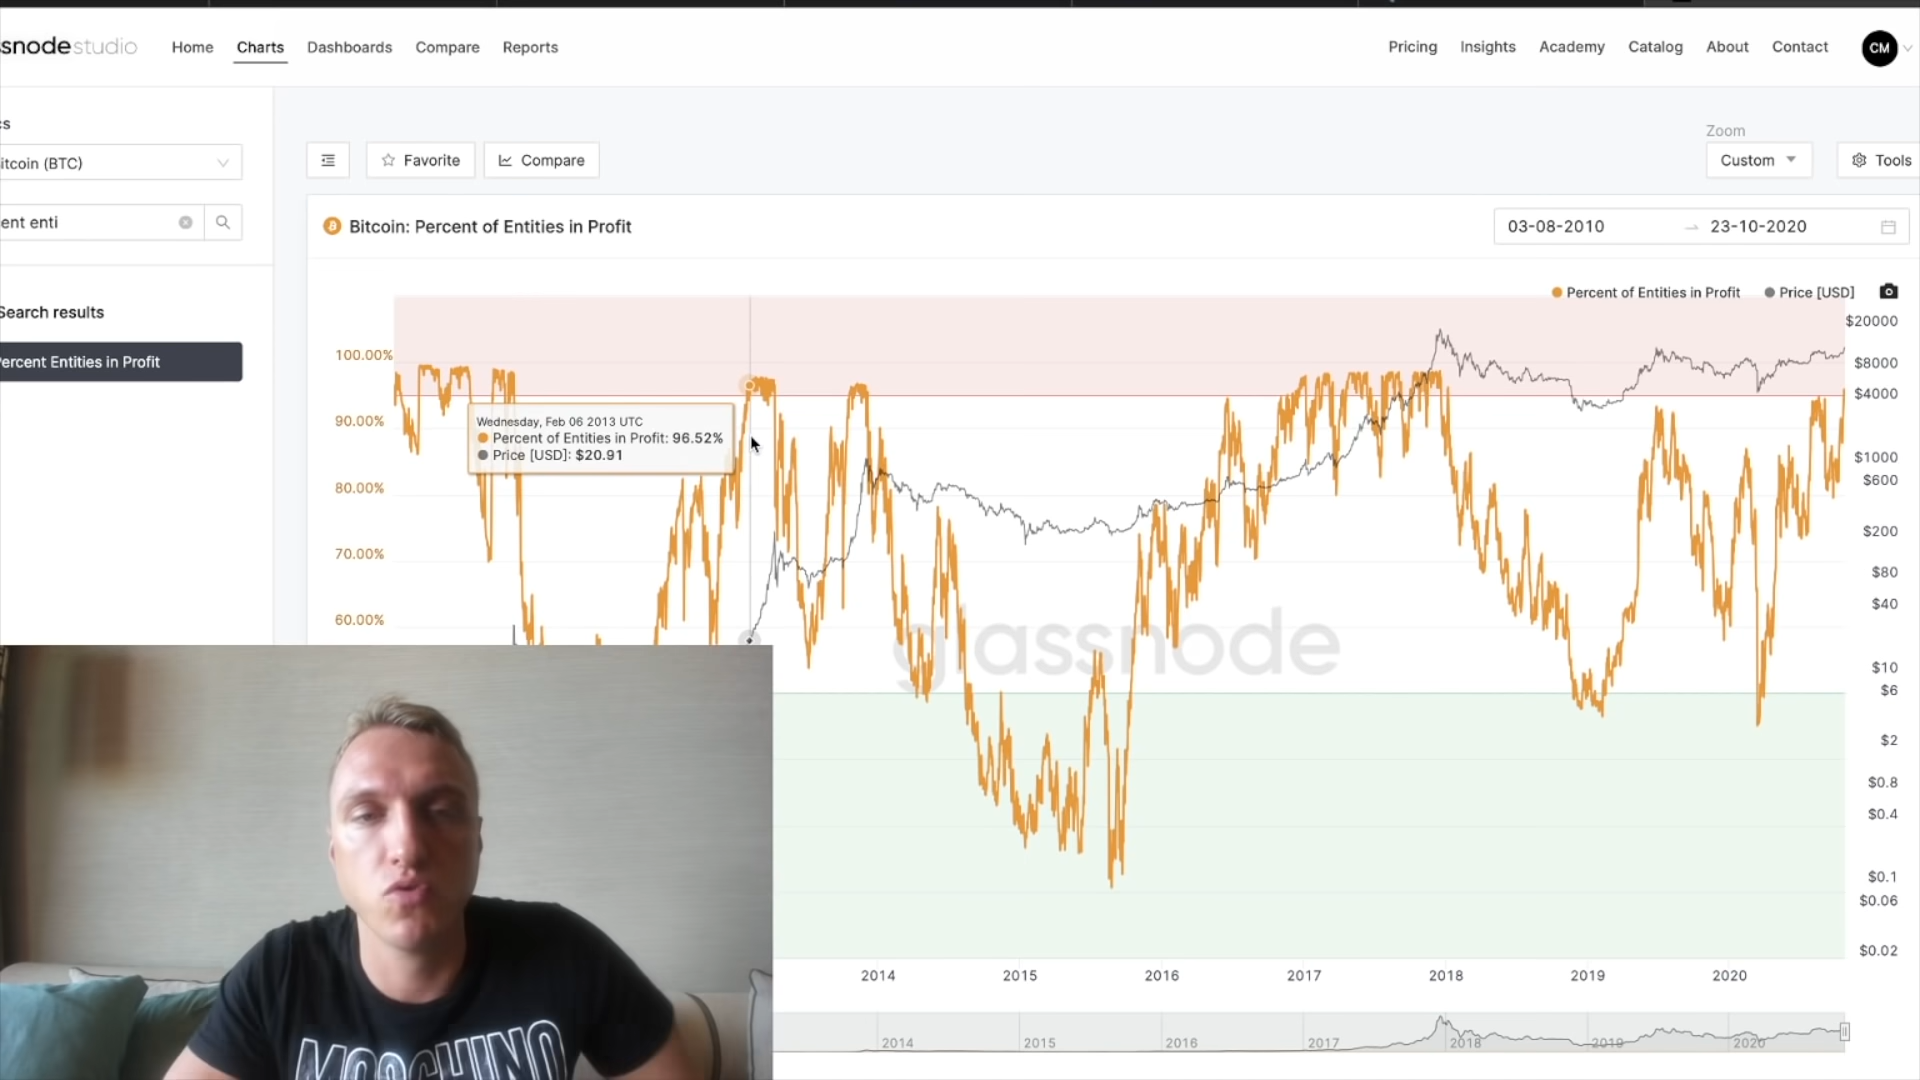 snode studio
Home
Charts
Dashboards
Compare
Reports
Pricing
Insights
Academy
Catalog
About
Contact
CM
cs
itcoin (BTC)
ent enti
Search results
ercent Entities in Profit
Favorite
Compare
Zoom
Custom
Tools
Bitcoin: Percent of Entities in Profit
03-08-2010
23-10-2020
Percent of Entities in Profit
Price [USD]
100.00%
90.00%
80.00%
70.00%
60.00%
Wednesday, Feb 06 2013 UTC
Percent of Entities in Profit: 96.52%
Price [USD]: $20.91
$20000
$8000
$4000
$1000
$600
$200
$80
$40
$10
$6
$2
$0.8
$0.4
$0.1
$0.06
$0.02
glassnode
2014
2015
2016
2017
2018
2019
2020
2014
2015
2016
2017
2018
2019
2020
MOSCHINO